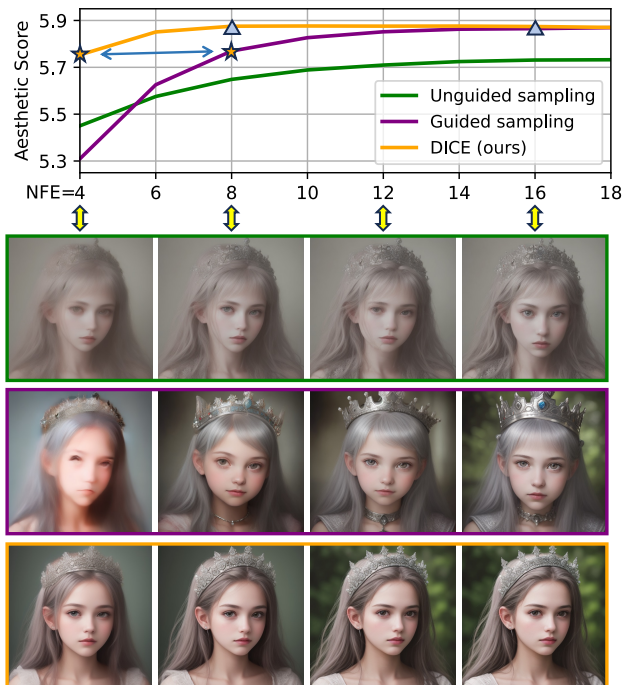 Aesthetic Score
5.9
5.7
5.5
5.3
Unguided sampling
Guided sampling
DICE (ours)
NFE=4 6 8 10 12 14 16 18